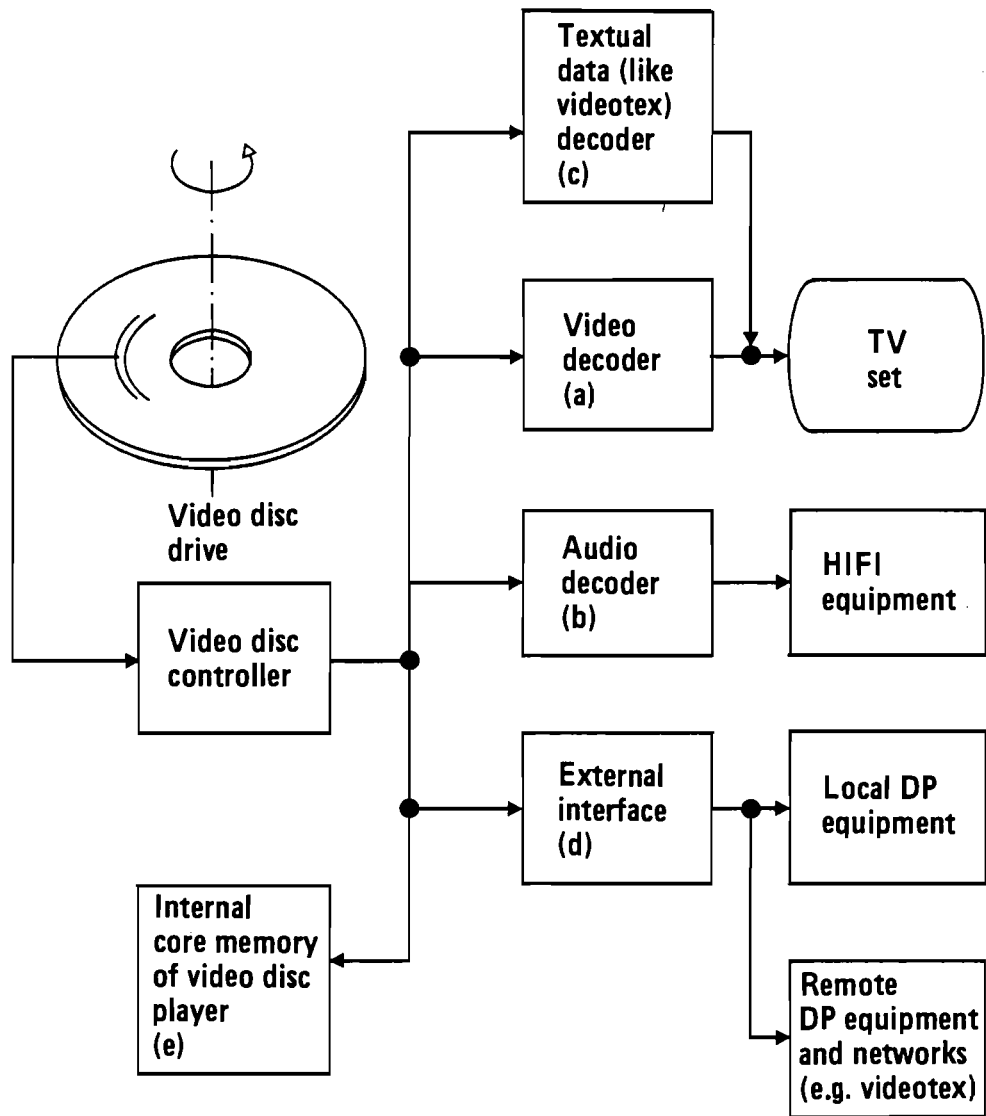 Textual
data (like
videotex)
decoder
(c)
Video
decoder
(a)
TV
set
Video disc
drive
Audio
decoder
(b)
HIFI
equipment
Video disc
controller
External
interface
(d)
Local DP
equipment
Internal
core memory
of video disc
player
(e)
Remote
DP equipment
and networks
(e.g. videotex)